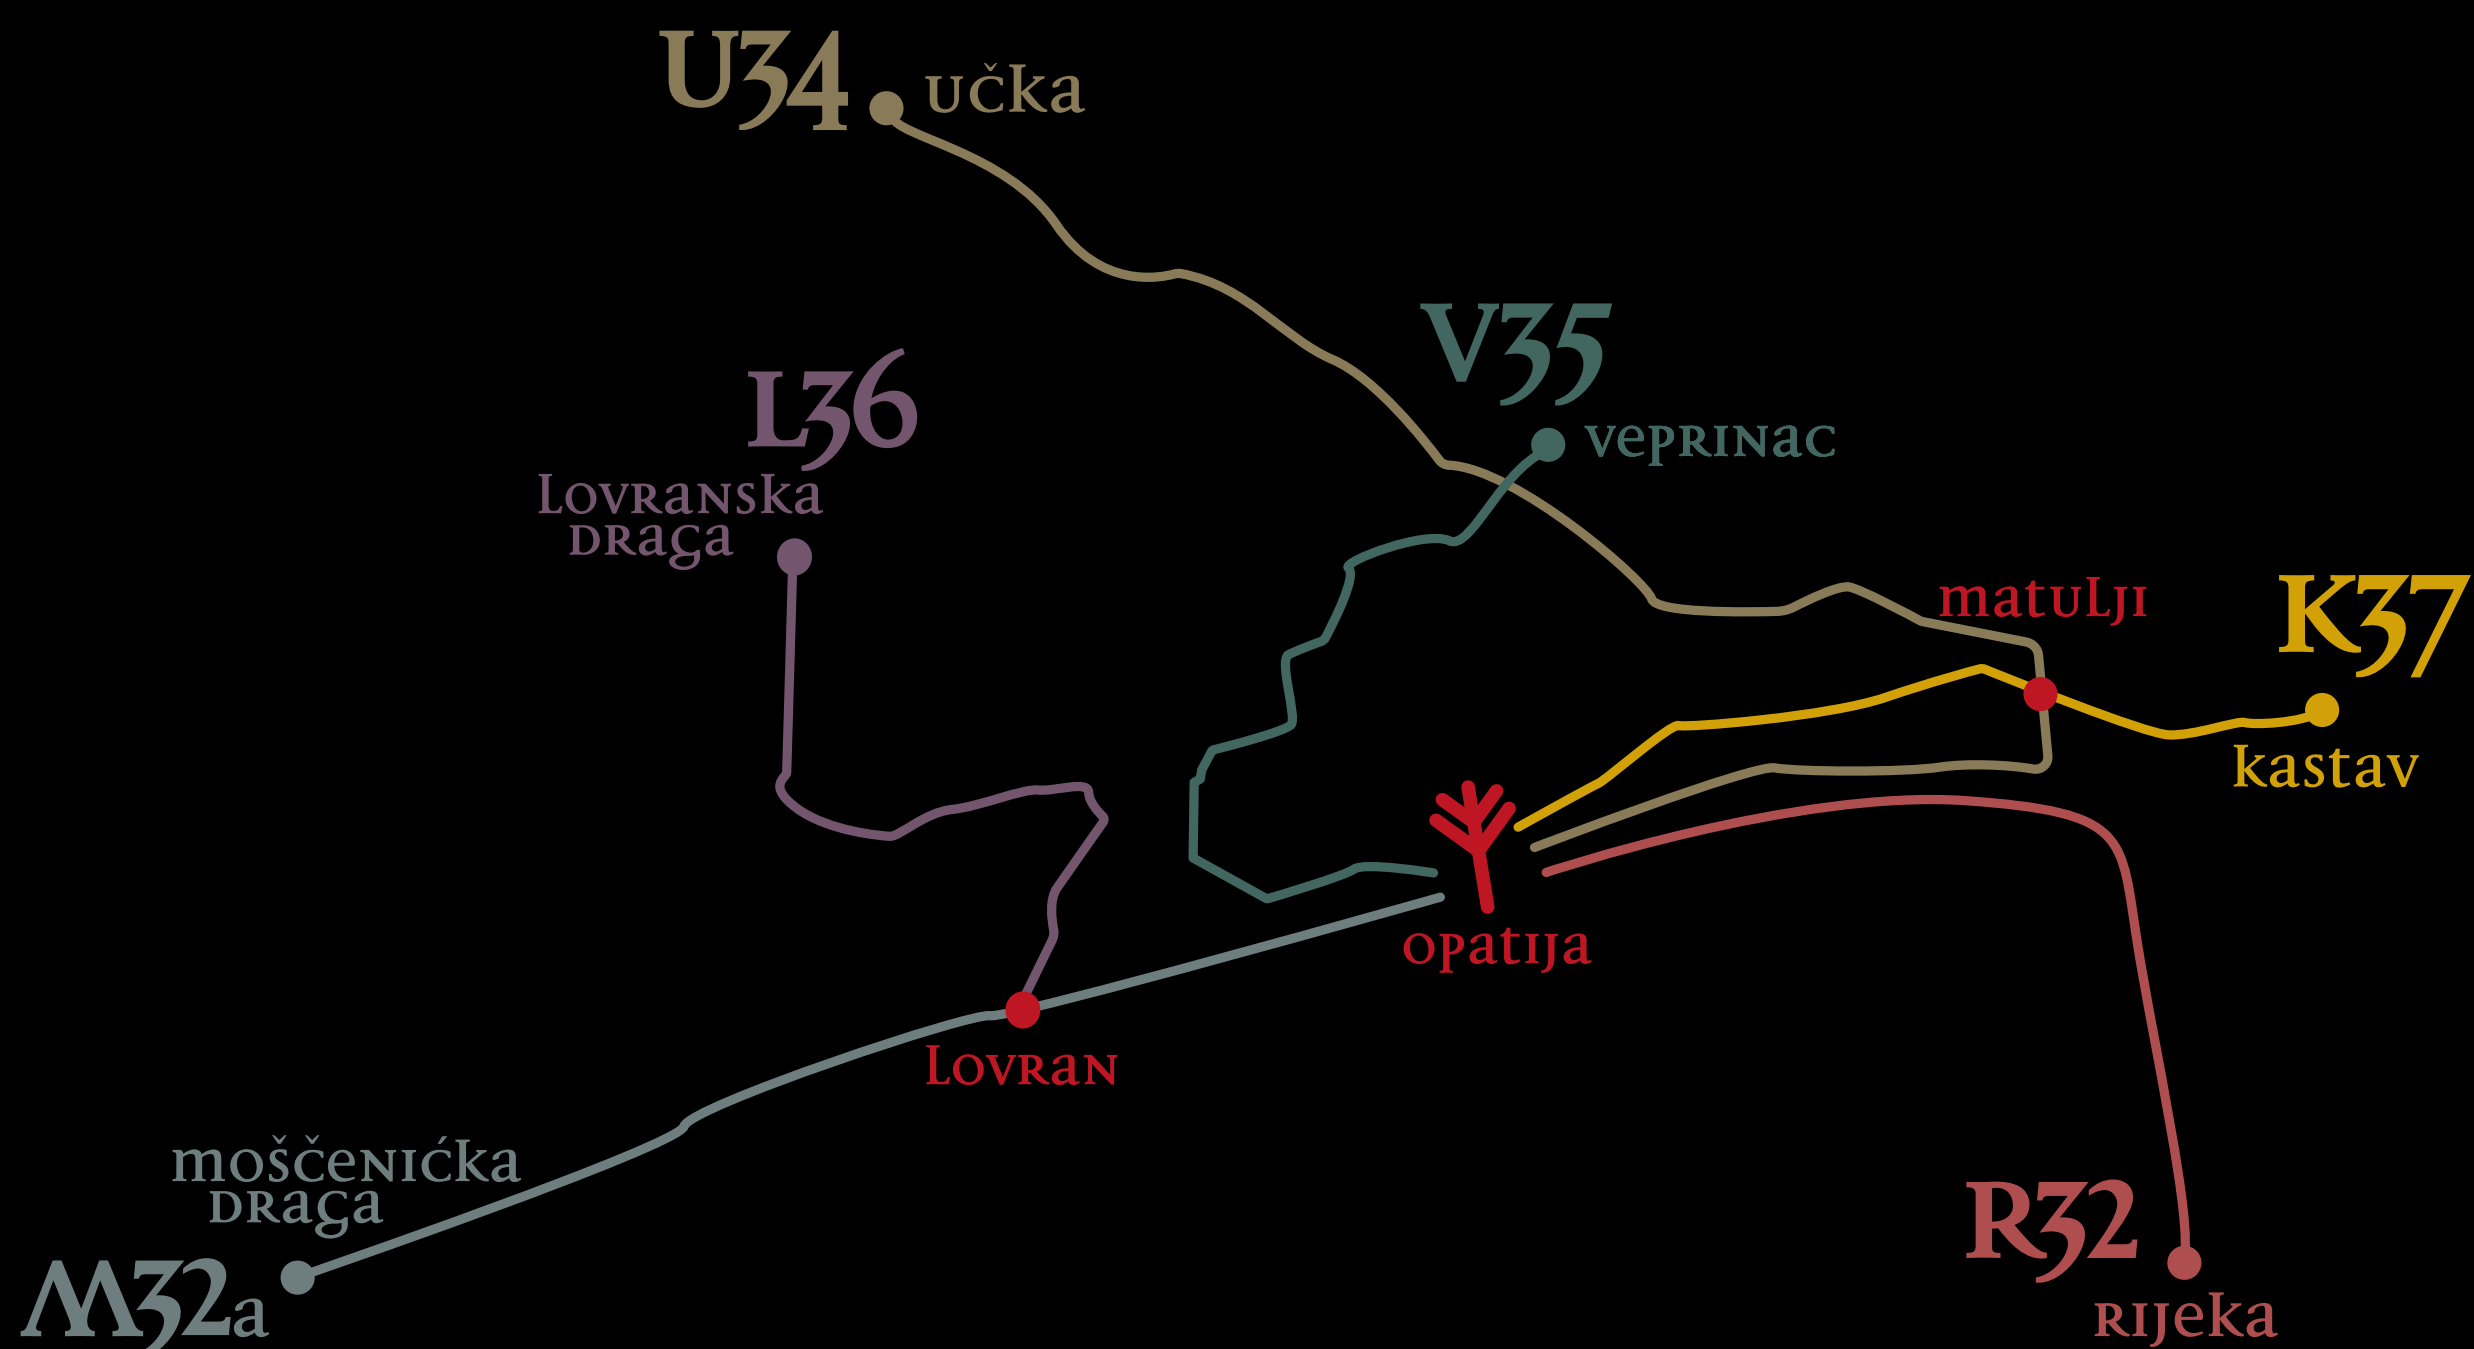 U34
učka
V35
veprinac
L36
Lovranska
draga
matulji
K37
kastav
opatija
Lovran
moščenićka
draga
M32a
R32
rijeka